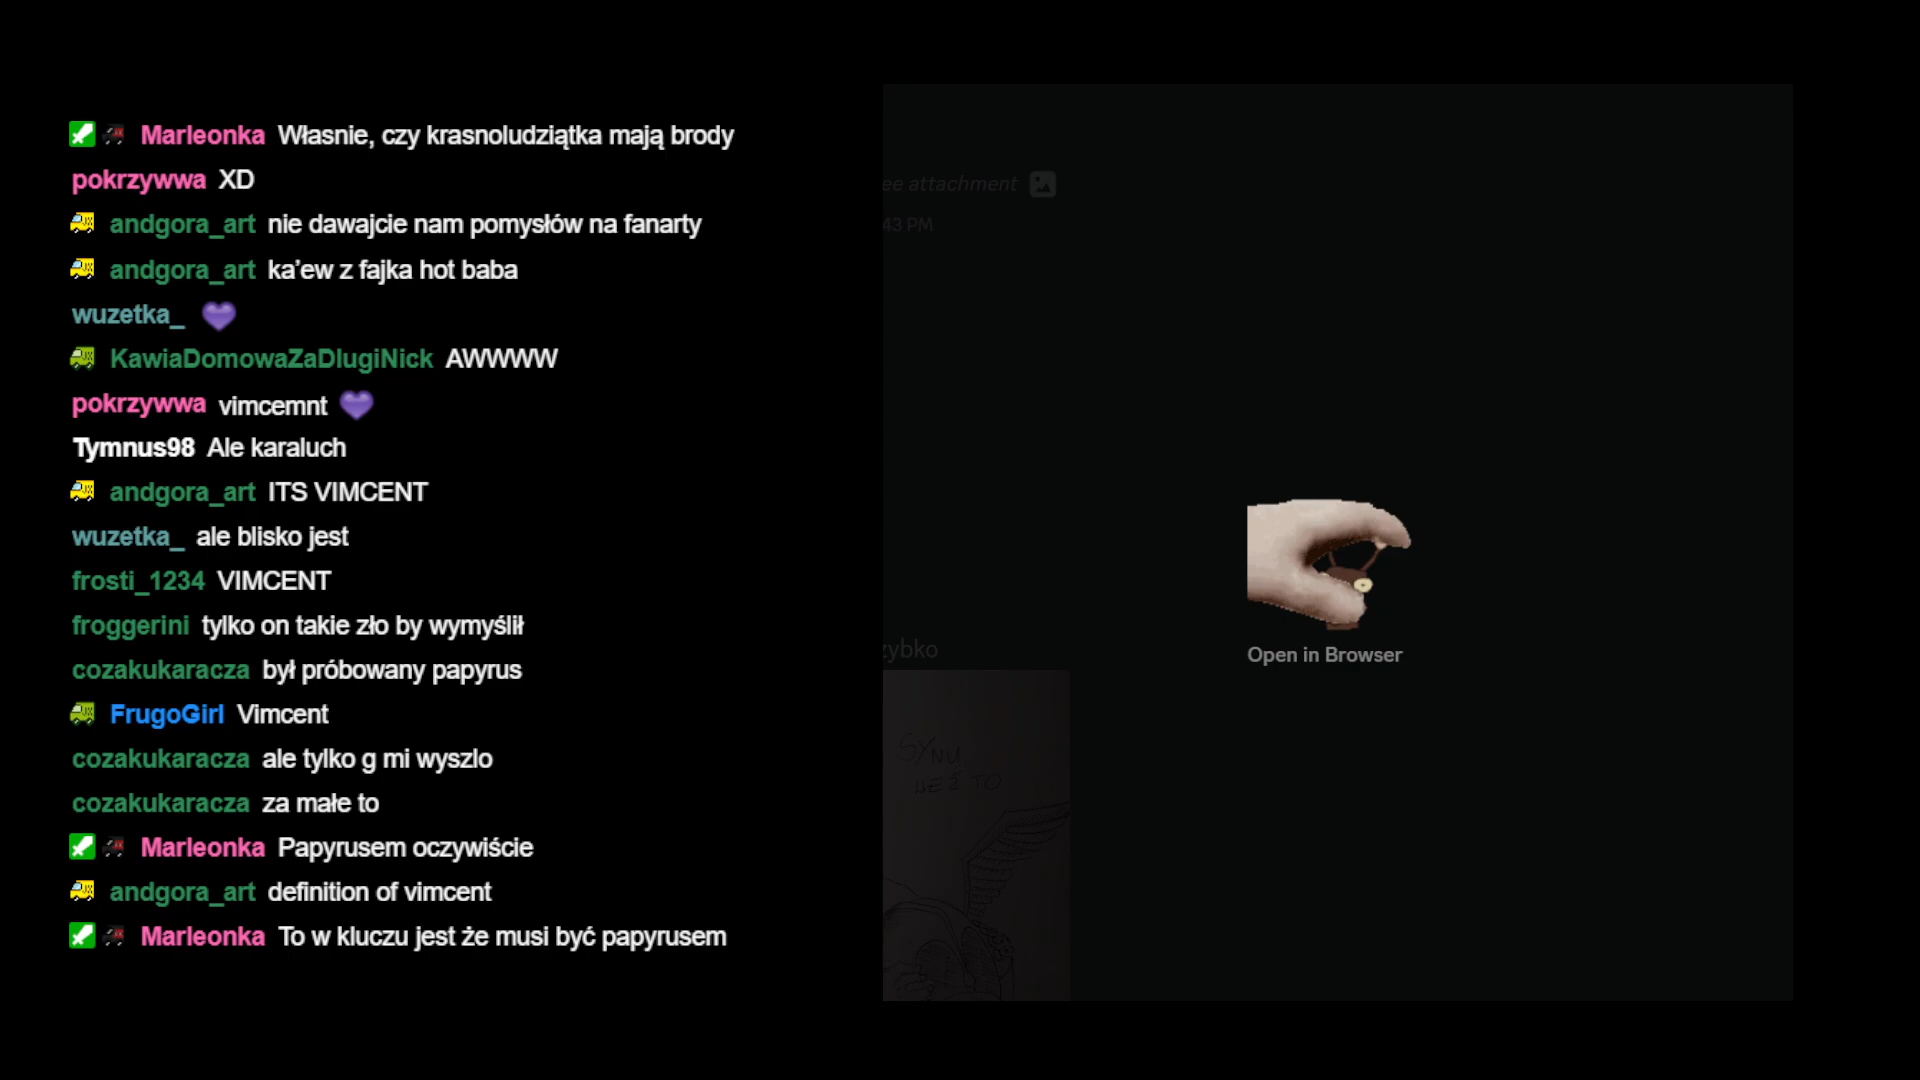 Marleonka Własnie, czy krasnoludziątka mają brody
pokrzywwa XD
andgora_art nie dawajcie nam pomysłów na fanarty
andgora_art ka'ew z fajka hot baba
wuzetka_
KawiaDomowaZaDlugiNick AWWWW
pokrzywwa vimcemnt
Tymnus98 Ale karaluch
andgora_art ITS VIMCENT
wuzetka_ ale blisko jest
frosti_1234 VIMCENT
froggerini tylko on takie zło by wymyślił
cozakukaracza był próbowany papyrus
FrugoGirl Vimcent
cozakukaracza ale tylko g mi wyszlo
cozakukaracza za małe to
Marleonka Papyrusem oczywiście
andgora_art definition of vimcent
Marleonka To w kluczu jest że musi być papyrusem
ee attachment
43 PM
zybko
Open in Browser
SYNU
TO